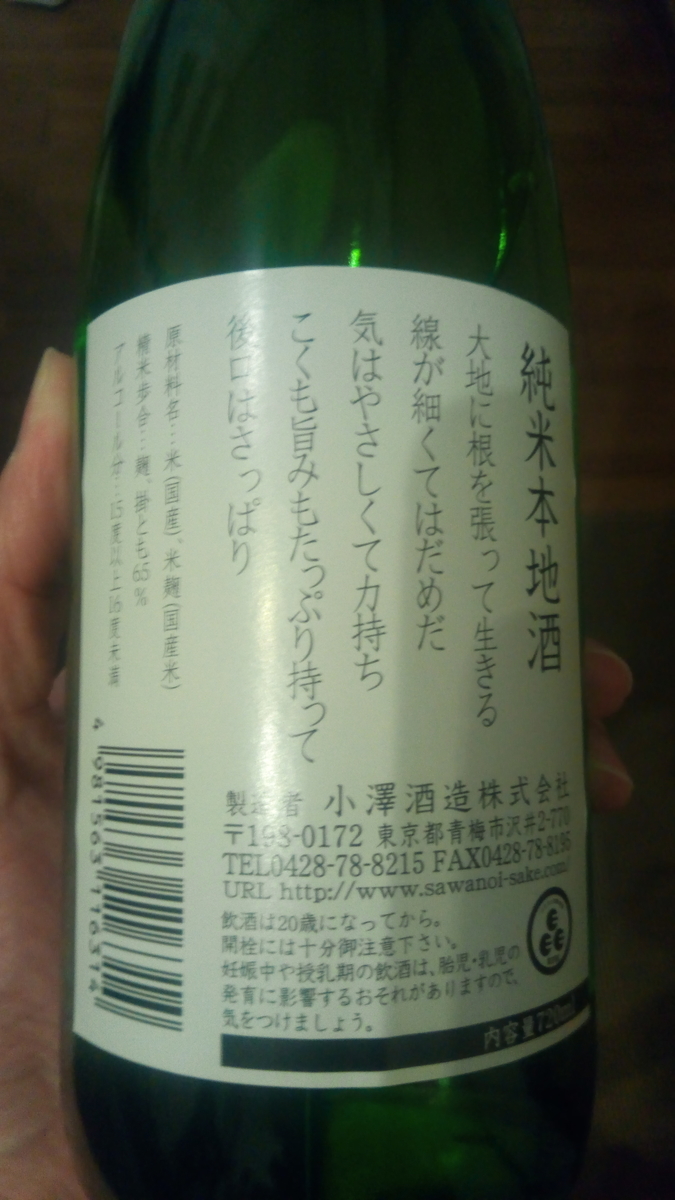 純米本地酒
大地に根を張って生きる
線が細くてはだめだ
気はやさしくて力持ち
こくも旨みもたっぷり持って
後口はさっぱり
原材料名:米(国産)、米麹(国産米)
精米歩合:麹、掛とも65%
アルコール分:15度以上16度未満
4 981563 116314
製造者 小澤酒造株式会社
〒198-0172 東京都青梅市沢井2-770
TEL0428-78-8215 FAX0428-78-8195
URL http://www.sawanoi-sake.com/
飲酒は20歳になってから。
開栓には十分御注意下さい。
妊娠中や授乳期の飲酒は、胎児・乳児の
発育に影響するおそれがありますので、
気をつけましょう。
内容量720ml